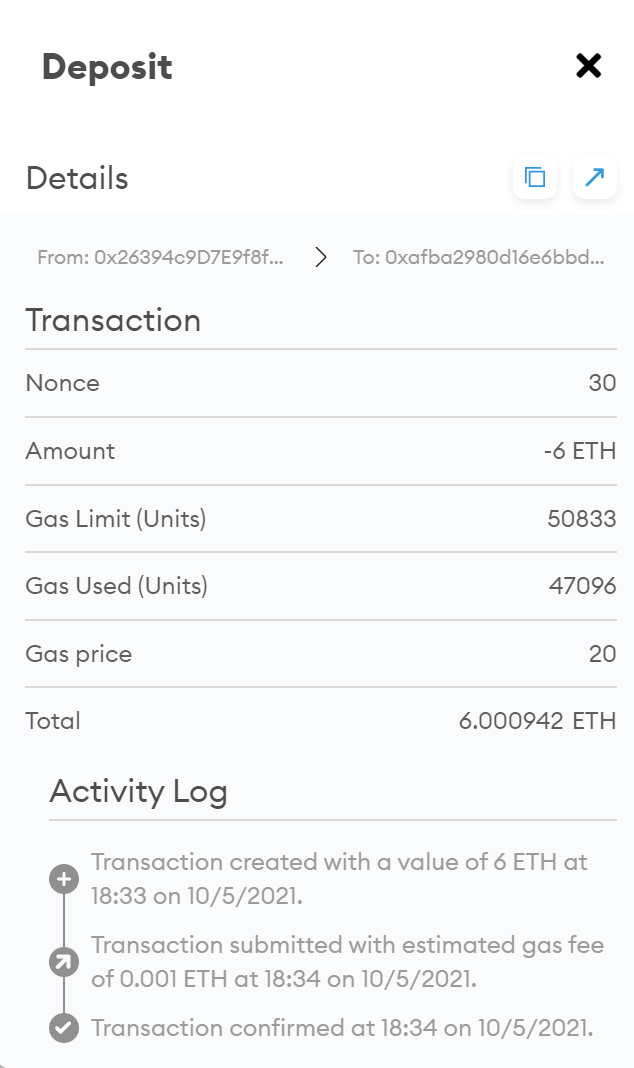 Deposit
Details
From: 0x26394c9D7E9f8f... To: 0xafba2980d16e6bbd...
Transaction
Nonce 30
Amount -6 ETH
Gas Limit (Units) 50833
Gas Used (Units) 47096
Gas price 20
Total 6.000942 ETH
Activity Log
Transaction created with a value of 6 ETH at
18:33 on 10/5/2021.
Transaction submitted with estimated gas fee
of 0.001 ETH at 18:34 on 10/5/2021.
Transaction confirmed at 18:34 on 10/5/2021.